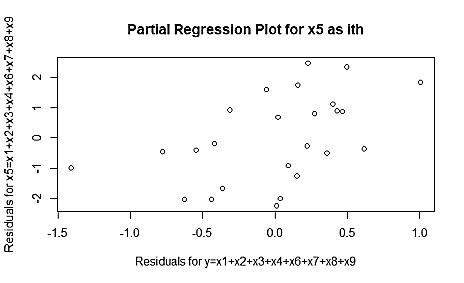 Partial Regression Plot for x5 as ith
Residuals for x5=x1+x2+x3+x4+x6+x7+x8+x9
2
1
0
-1
-2
-1.5 -1.0 -0.5 0.0 0.5 1.0
Residuals for y=x1+x2+x3+x4+x6+x7+x8+x9